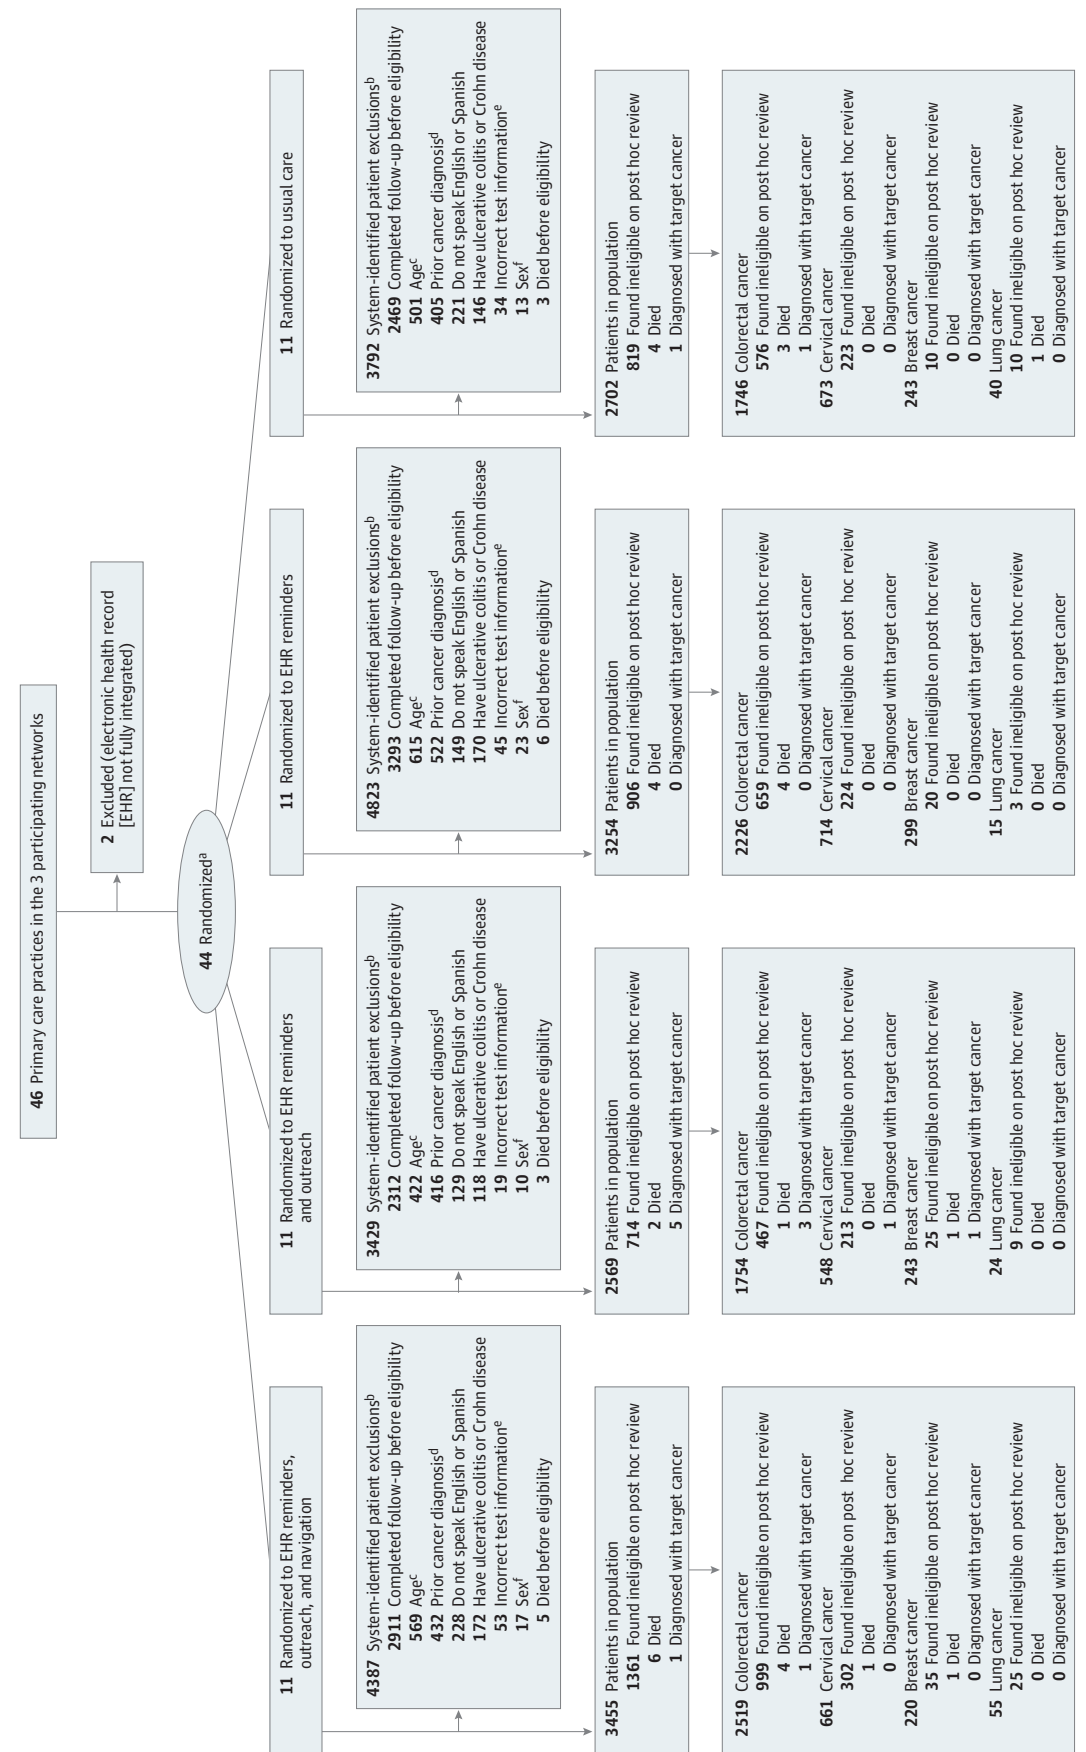 46 Primary care practices in the 3 participating networks
2 Excluded (electronic health record
[EHR] not fully integrated)
44 Randomizedᵃ
11 Randomized to EHR reminders,
outreach, and navigation
4387 System-identified patient exclusionsᵇ
2911 Completed follow-up before eligibility
569 Ageᶜ
432 Prior cancer diagnosisᵈ
228 Do not speak English or Spanish
172 Have ulcerative colitis or Crohn disease
53 Incorrect test informationᵉ
17 Sexᶠ
5 Died before eligibility
3455 Patients in population
1361 Found ineligible on post hoc review
6 Died
1 Diagnosed with target cancer
2519 Colorectal cancer
999 Found ineligible on post hoc review
4 Died
1 Diagnosed with target cancer
661 Cervical cancer
302 Found ineligible on post hoc review
1 Died
0 Diagnosed with target cancer
220 Breast cancer
35 Found ineligible on post hoc review
1 Died
0 Diagnosed with target cancer
55 Lung cancer
25 Found ineligible on post hoc review
0 Died
0 Diagnosed with target cancer
11 Randomized to EHR reminders
and outreach
3429 System-identified patient exclusionsᵇ
2312 Completed follow-up before eligibility
422 Ageᶜ
416 Prior cancer diagnosisᵈ
129 Do not speak English or Spanish
118 Have ulcerative colitis or Crohn disease
19 Incorrect test informationᵉ
10 Sexᶠ
3 Died before eligibility
2569 Patients in population
714 Found ineligible on post hoc review
2 Died
5 Diagnosed with target cancer
1754 Colorectal cancer
467 Found ineligible on post hoc review
1 Died
3 Diagnosed with target cancer
548 Cervical cancer
213 Found ineligible on post hoc review
0 Died
1 Diagnosed with target cancer
243 Breast cancer
25 Found ineligible on post hoc review
1 Died
1 Diagnosed with target cancer
24 Lung cancer
9 Found ineligible on post hoc review
0 Died
0 Diagnosed with target cancer
11 Randomized to EHR reminders
4823 System-identified patient exclusionsᵇ
3293 Completed follow-up before eligibility
615 Ageᶜ
522 Prior cancer diagnosisᵈ
149 Do not speak English or Spanish
170 Have ulcerative colitis or Crohn disease
45 Incorrect test informationᵉ
23 Sexᶠ
6 Died before eligibility
3254 Patients in population
906 Found ineligible on post hoc review
4 Died
0 Diagnosed with target cancer
2226 Colorectal cancer
659 Found ineligible on post hoc review
4 Died
0 Diagnosed with target cancer
714 Cervical cancer
224 Found ineligible on post hoc review
0 Died
0 Diagnosed with target cancer
299 Breast cancer
20 Found ineligible on post hoc review
0 Died
0 Diagnosed with target cancer
15 Lung cancer
3 Found ineligible on post hoc review
0 Died
0 Diagnosed with target cancer
11 Randomized to usual care
3792 System-identified patient exclusionsᵇ
2469 Completed follow-up before eligibility
501 Ageᶜ
405 Prior cancer diagnosisᵈ
221 Do not speak English or Spanish
146 Have ulcerative colitis or Crohn disease
34 Incorrect test informationᵉ
13 Sexᶠ
3 Died before eligibility
2702 Patients in population
819 Found ineligible on post hoc review
4 Died
1 Diagnosed with target cancer
1746 Colorectal cancer
576 Found ineligible on post hoc review
3 Died
1 Diagnosed with target cancer
673 Cervical cancer
223 Found ineligible on post hoc review
0 Died
0 Diagnosed with target cancer
243 Breast cancer
10 Found ineligible on post hoc review
0 Died
0 Diagnosed with target cancer
40 Lung cancer
10 Found ineligible on post hoc review
1 Died
0 Diagnosed with target cancer